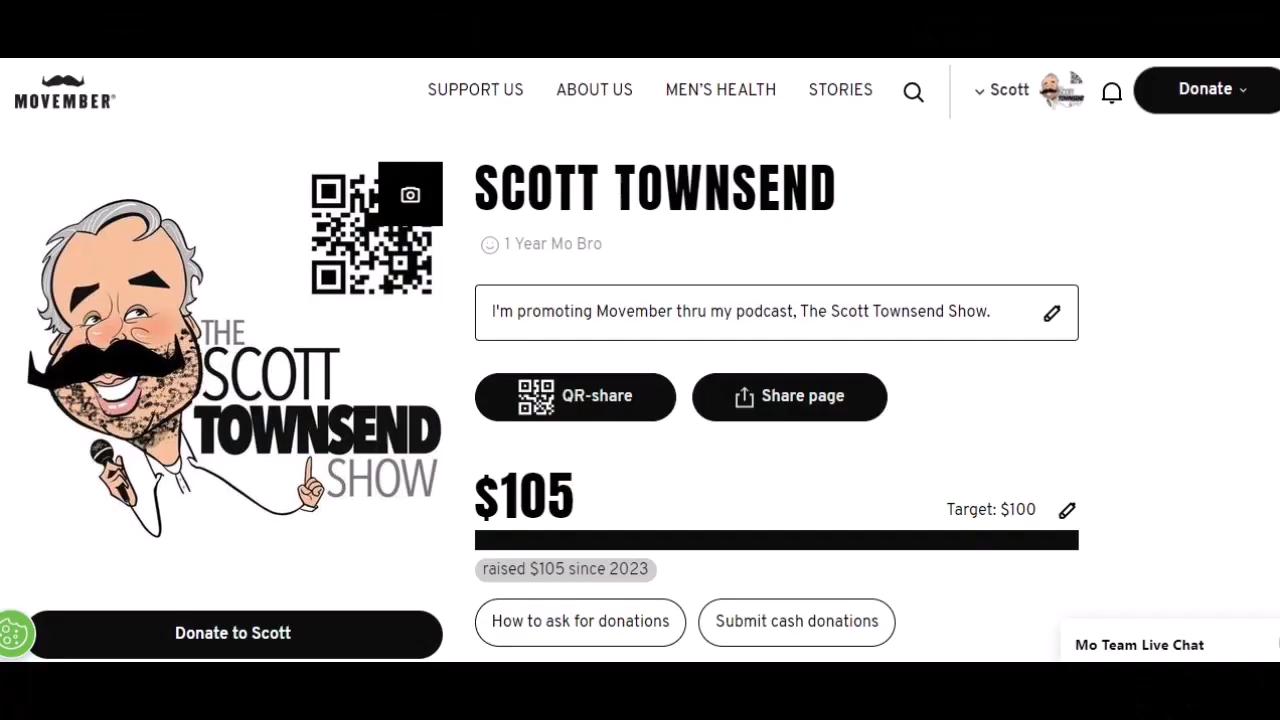 MOVEMBER®
SUPPORT US
ABOUT US
MEN'S HEALTH
STORIES
Scott
Donate
THE
SCOTT
TOWNSEND
SHOW
Donate to Scott
SCOTT TOWNSEND
1 Year Mo Bro
I'm promoting Movember thru my podcast, The Scott Townsend Show.
QR-share
Share page
$105
Target: $100
raised $105 since 2023
How to ask for donations
Submit cash donations
Mo Team Live Chat